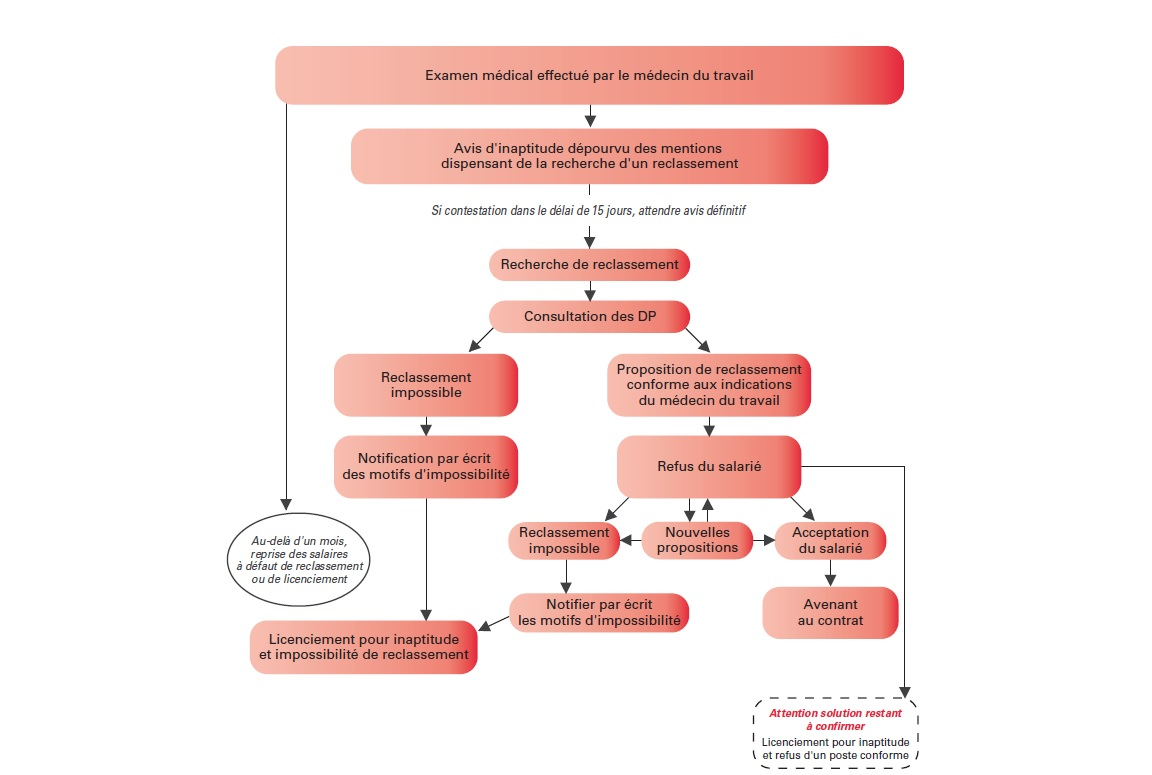 Examen médical effectué par le médecin du travail
Avis d'inaptitude dépourvu des mentions
dispensant de la recherche d'un reclassement
Si contestation dans le délai de 15 jours, attendre avis définitif
Recherche de reclassement
Consultation des DP
Reclassement
impossible
Proposition de reclassement
conforme aux indications
du médecin du travail
Notification par écrit
des motifs d'impossibilité
Refus du salarié
Reclassement
impossible
Nouvelles
propositions
Acceptation
du salarié
Au-delà d'un mois,
reprise des salaires
à défaut de reclassement
ou de licenciement
Notifier par écrit
les motifs d'impossibilité
Avenant
au contrat
Licenciement pour inaptitude
et impossibilité de reclassement
Attention solution restant
à confirmer
Licenciement pour inaptitude
et refus d'un poste conforme